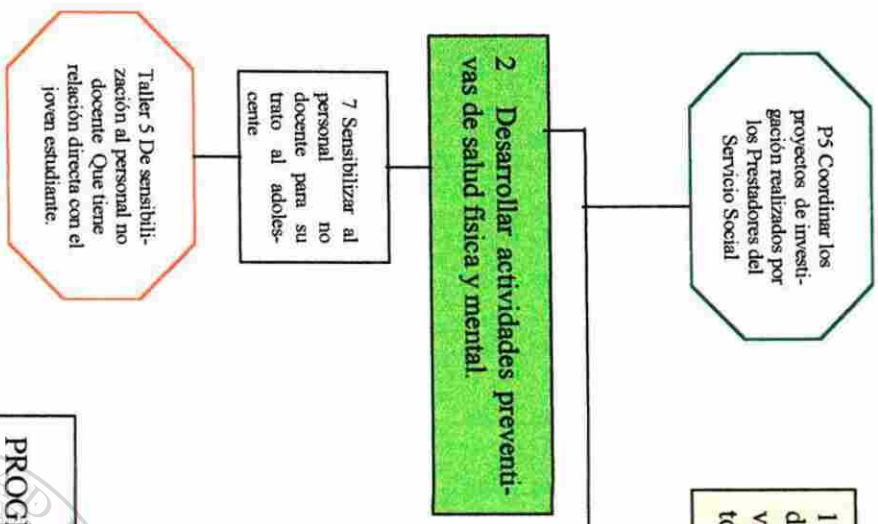 P5 Coordinar los
proyectos de investi-
gación realizados por
los Prestadores del
Servicio Social
2 Desarrollar actividades preventi-
vas de salud física y mental.
7 Sensibilizar al
personal no
docente para su
trato al adoles-
cente
Taller 5 De sensibili-
zación al personal no
docente Que tiene
relación directa con el
joven estudiante.